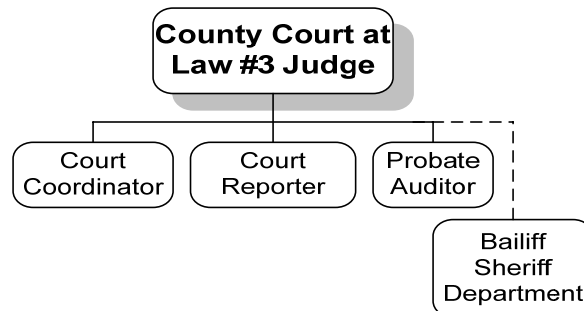 County Court at
Law #3 Judge
Court
Coordinator
Court
Reporter
Probate
Auditor
Bailiff
Sheriff
Department